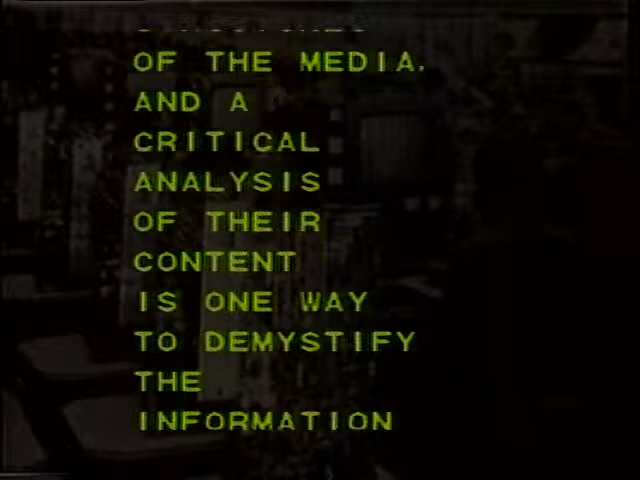 OF THE MEDIA.
AND A
CRITICAL
ANALYSIS
OF THEIR
CONTENT
IS ONE WAY
TO DEMYSTIFY
THE
INFORMATION